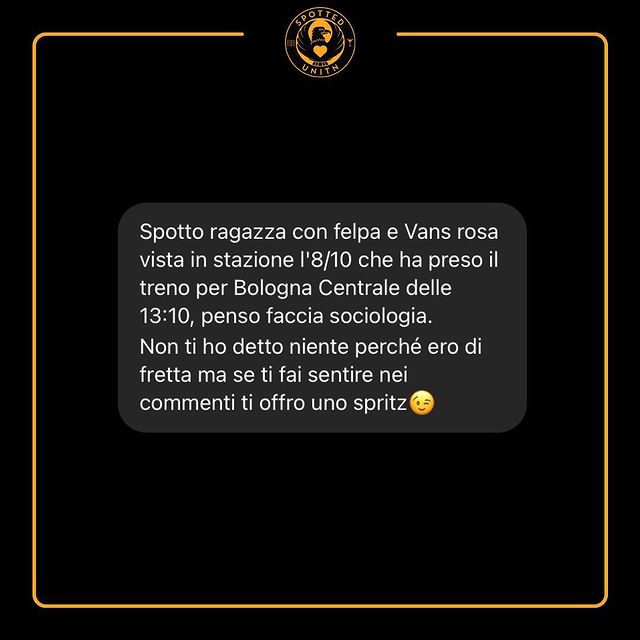 SPOTTED
UNITN
Spotto ragazza con felpa e Vans rosa
vista in stazione l'8/10 che ha preso il
treno per Bologna Centrale delle
13:10, penso faccia sociologia.
Non ti ho detto niente perché ero di
fretta ma se ti fai sentire nei
commenti ti offro uno spritz😉